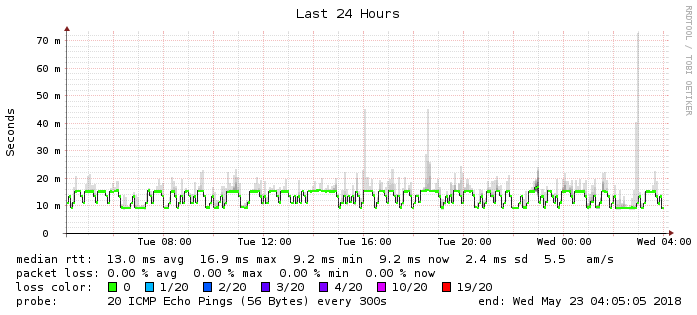 Last 24 Hours
RRDTOOL / TOBI OETIKER
Seconds
70 m
60 m
50 m
40 m
30 m
20 m
10 m
0
Tue 08:00 Tue 12:00 Tue 16:00 Tue 20:00 Wed 00:00 Wed 04:00
median rtt: 13.0 ms avg 16.9 ms max 9.2 ms min 9.2 ms now 2.4 ms sd 5.5 am/s
packet loss: 0.00 % avg 0.00 % max 0.00 % min 0.00 % now
loss color: 0 1/20 2/20 3/20 4/20 10/20 19/20
probe: 20 ICMP Echo Pings (56 Bytes) every 300s end: Wed May 23 04:05:05 2018